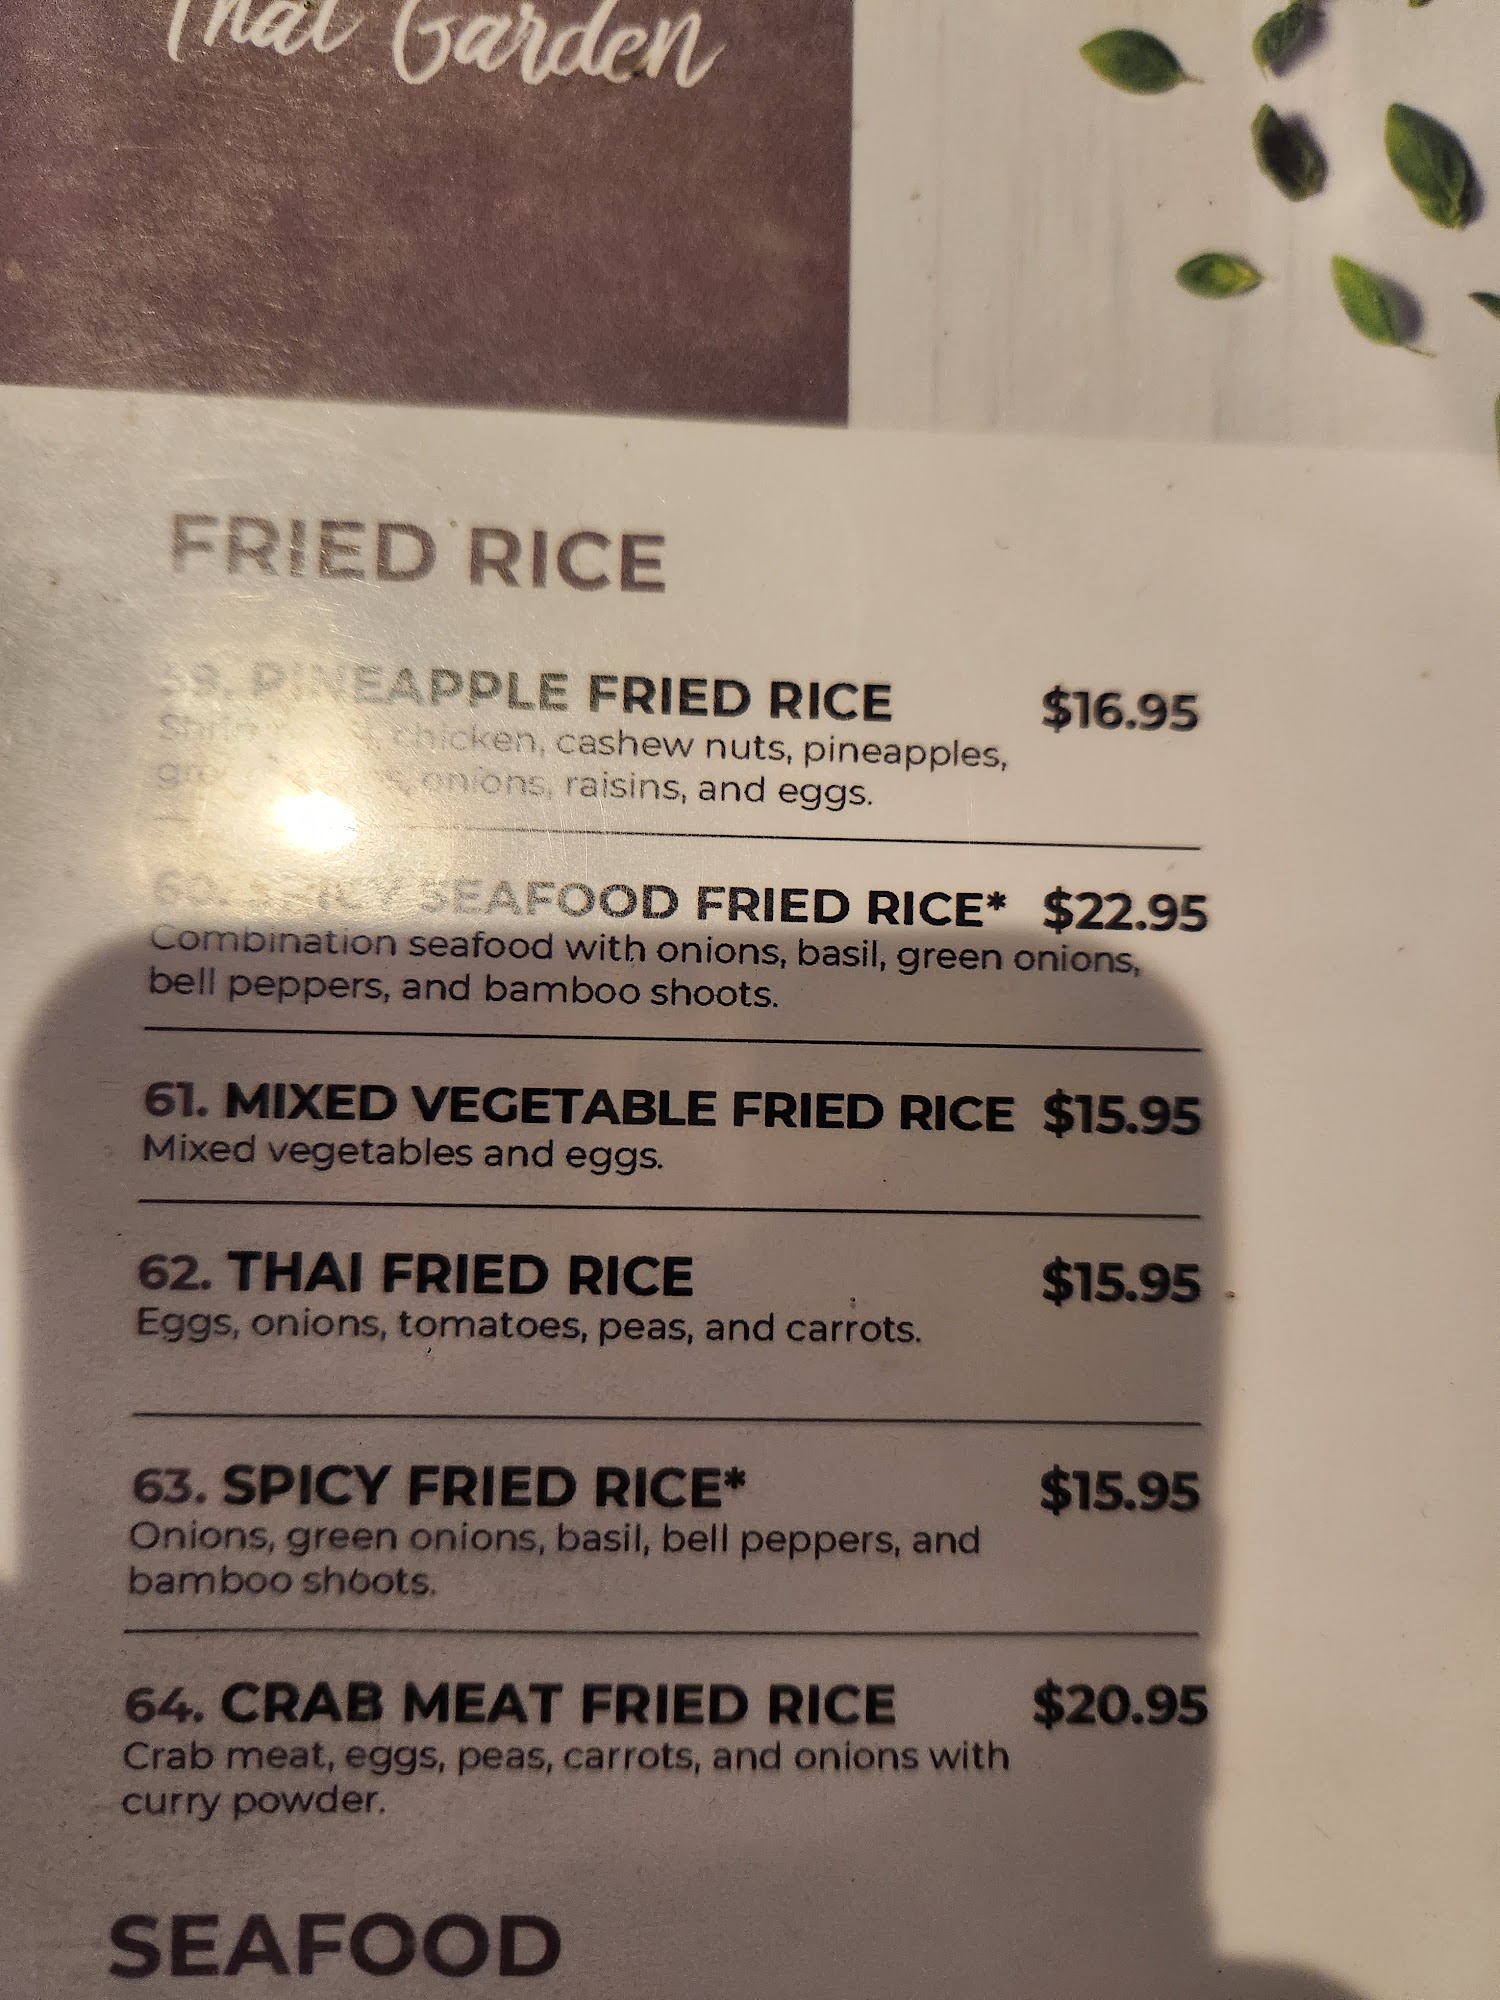 Thai Garden
FRIED RICE
PINEAPPLE FRIED RICE $16.95
chicken, cashew nuts, pineapples,
onions, raisins, and eggs.
60. SPICY SEAFOOD FRIED RICE* $22.95
Combination seafood with onions, basil, green onions,
bell peppers, and bamboo shoots.
61. MIXED VEGETABLE FRIED RICE $15.95
Mixed vegetables and eggs.
62. THAI FRIED RICE $15.95
Eggs, onions, tomatoes, peas, and carrots.
63. SPICY FRIED RICE* $15.95
Onions, green onions, basil, bell peppers, and
bamboo shoots.
64. CRAB MEAT FRIED RICE $20.95
Crab meat, eggs, peas, carrots, and onions with
curry powder.
SEAFOOD